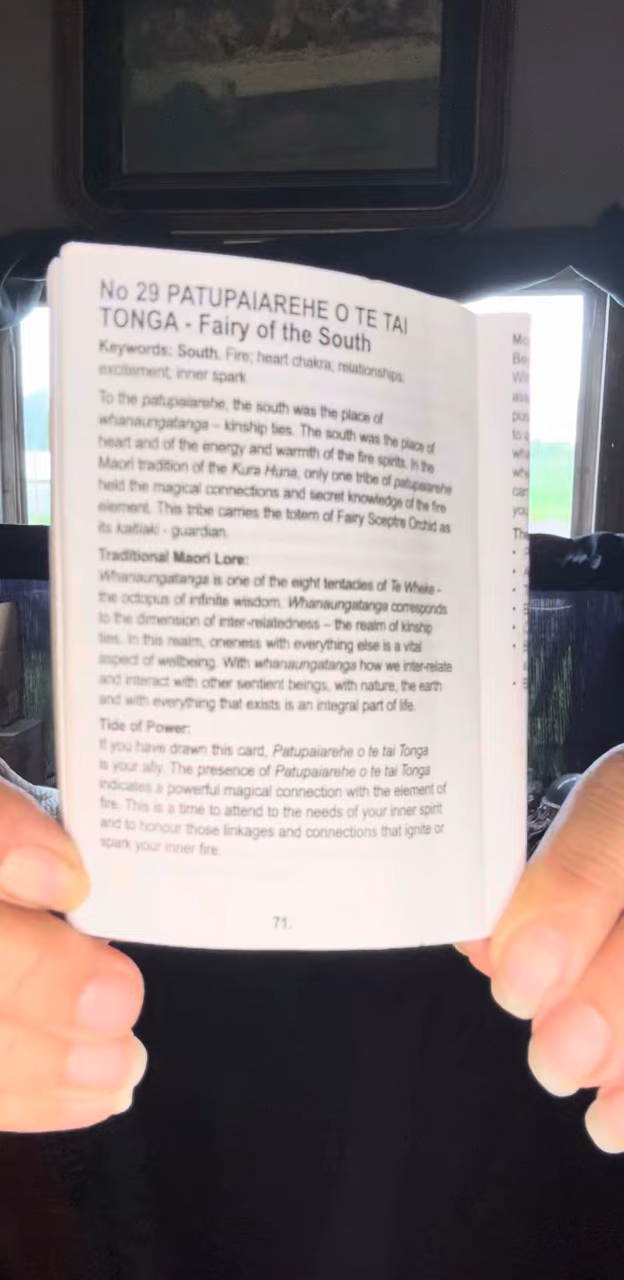 No 29 PATUPAIAREHE O TE TAI
TONGA - Fairy of the South
Keywords: South, Fire; heart chakra; relationships;
excitement; inner spark
To the patupaiarehe, the south was the place of
whanaungatanga – kinship ties. The south was the place of
heart and of the energy and warmth of the fire spirits. In the
Maori tradition of the Kura Huna, only one tribe of patupaiarehe
held the magical connections and secret knowledge of the fire
element. This tribe carries the totem of Fairy Sceptre Orchid as
its kaitiaki - guardian.
Traditional Maori Lore:
Whanaungatanga is one of the eight tentacles of Te Wheke -
the octopus of infinite wisdom. Whanaungatanga corresponds
to the dimension of inter-relatedness – the realm of kinship
ties. In this realm, oneness with everything else is a vital
aspect of wellbeing. With whanaungatanga how we inter-relate
and interact with other sentient beings, with nature, the earth
and with everything that exists is an integral part of life.
Tide of Power:
If you have drawn this card, Patupaiarehe o te tai Tonga
is your ally. The presence of Patupaiarehe o te tai Tonga
indicates a powerful magical connection with the element of
fire. This is a time to attend to the needs of your inner spirit
and to honour those linkages and connections that ignite or
spark your inner fire.
71.